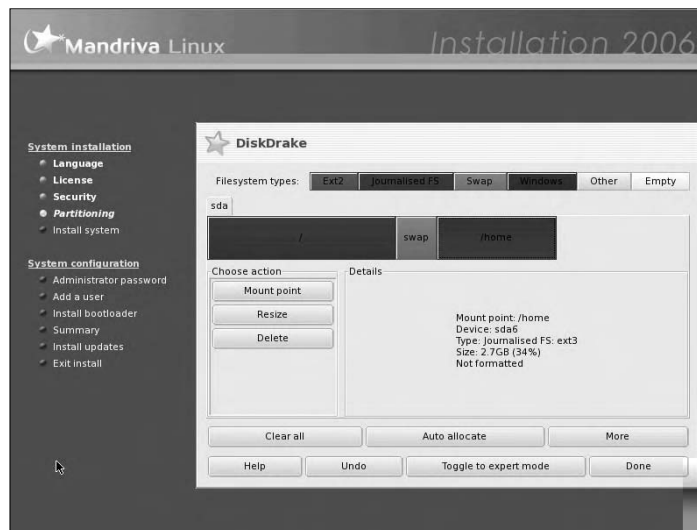 Mandriva Linux
Installation 2006
System installation
Language
License
Security
Partitioning
Install system
System configuration
Administrator password
Add a user
Install bootloader
Summary
Install updates
Exit install
DiskDrake
Filesystem types: Ext2 Journalised FS Swap Windows Other Empty
sda
/ swap /home
Choose action
Mount point
Resize
Delete
Details
Mount point: /home
Device: sda6
Type: Journalised FS: ext3
Size: 2.7GB (34%)
Not formatted
Clear all Auto allocate More
Help Undo Toggle to expert mode Done